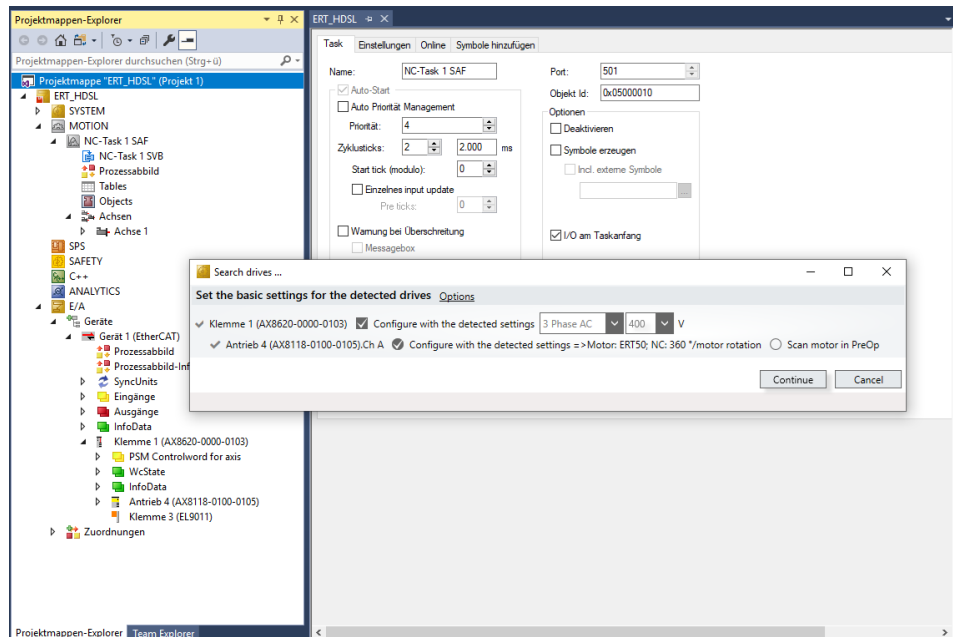 Projektmappen-Explorer
Projektmappen-Explorer durchsuchen (Strg+ü)
Projektmappe "ERT_HDSL" (Projekt 1)
ERT_HDSL
SYSTEM
MOTION
NC-Task 1 SAF
NC-Task 1 SVB
Prozessabbild
Tables
Objects
Achsen
Achse 1
SPS
SAFETY
C++
ANALYTICS
E/A
Geräte
Gerät 1 (EtherCAT)
Prozessabbild
Prozessabbild-Inf
SyncUnits
Eingänge
Ausgänge
InfoData
Klemme 1 (AX8620-0000-0103)
PSM Controlword for axis
WcState
InfoData
Antrieb 4 (AX8118-0100-0105)
Klemme 3 (EL9011)
Zuordnungen
Projektmappen-Explorer Team Explorer
ERT_HDSL
Task Einstellungen Online Symbole hinzufügen
Name: NC-Task 1 SAF
Auto-Start
Auto Priorität Management
Priorität: 4
Zyklusticks: 2 2.000 ms
Start tick (modulo): 0
Einzelnes input update
Pre ticks: 0
Warnung bei Überschreitung
Messagebox
Port: 501
Objekt Id: 0x05000010
Optionen
Deaktivieren
Symbole erzeugen
Incl. externe Symbole
...
I/O am Taskanfang
Search drives ...
Set the basic settings for the detected drives Options
Klemme 1 (AX8620-0000-0103) Configure with the detected settings 3 Phase AC 400 V
Antrieb 4 (AX8118-0100-0105).Ch A Configure with the detected settings =>Motor: ERT50; NC: 360 °/motor rotation Scan motor in PreOp
Continue Cancel